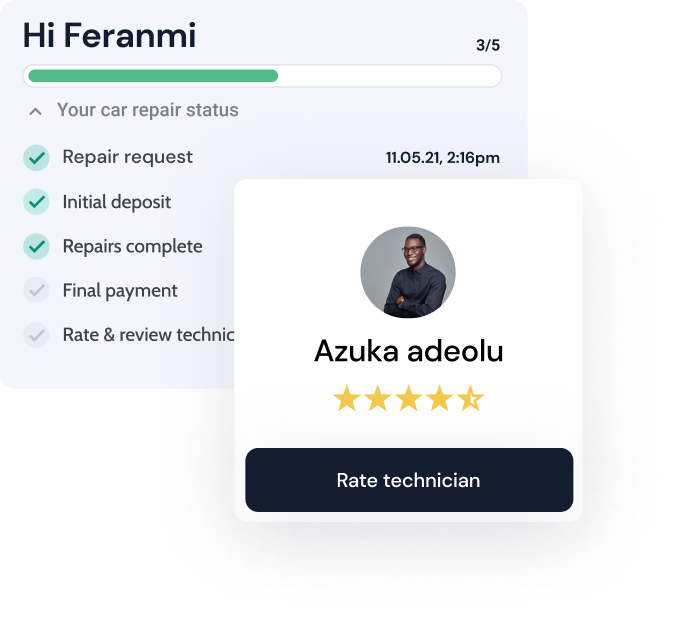 Hi Feranmi
3/5
Your car repair status
Repair request 11.05.21, 2:16pm
Initial deposit
Repairs complete
Final payment
Rate & review
Azuka adeolu
Rate technician